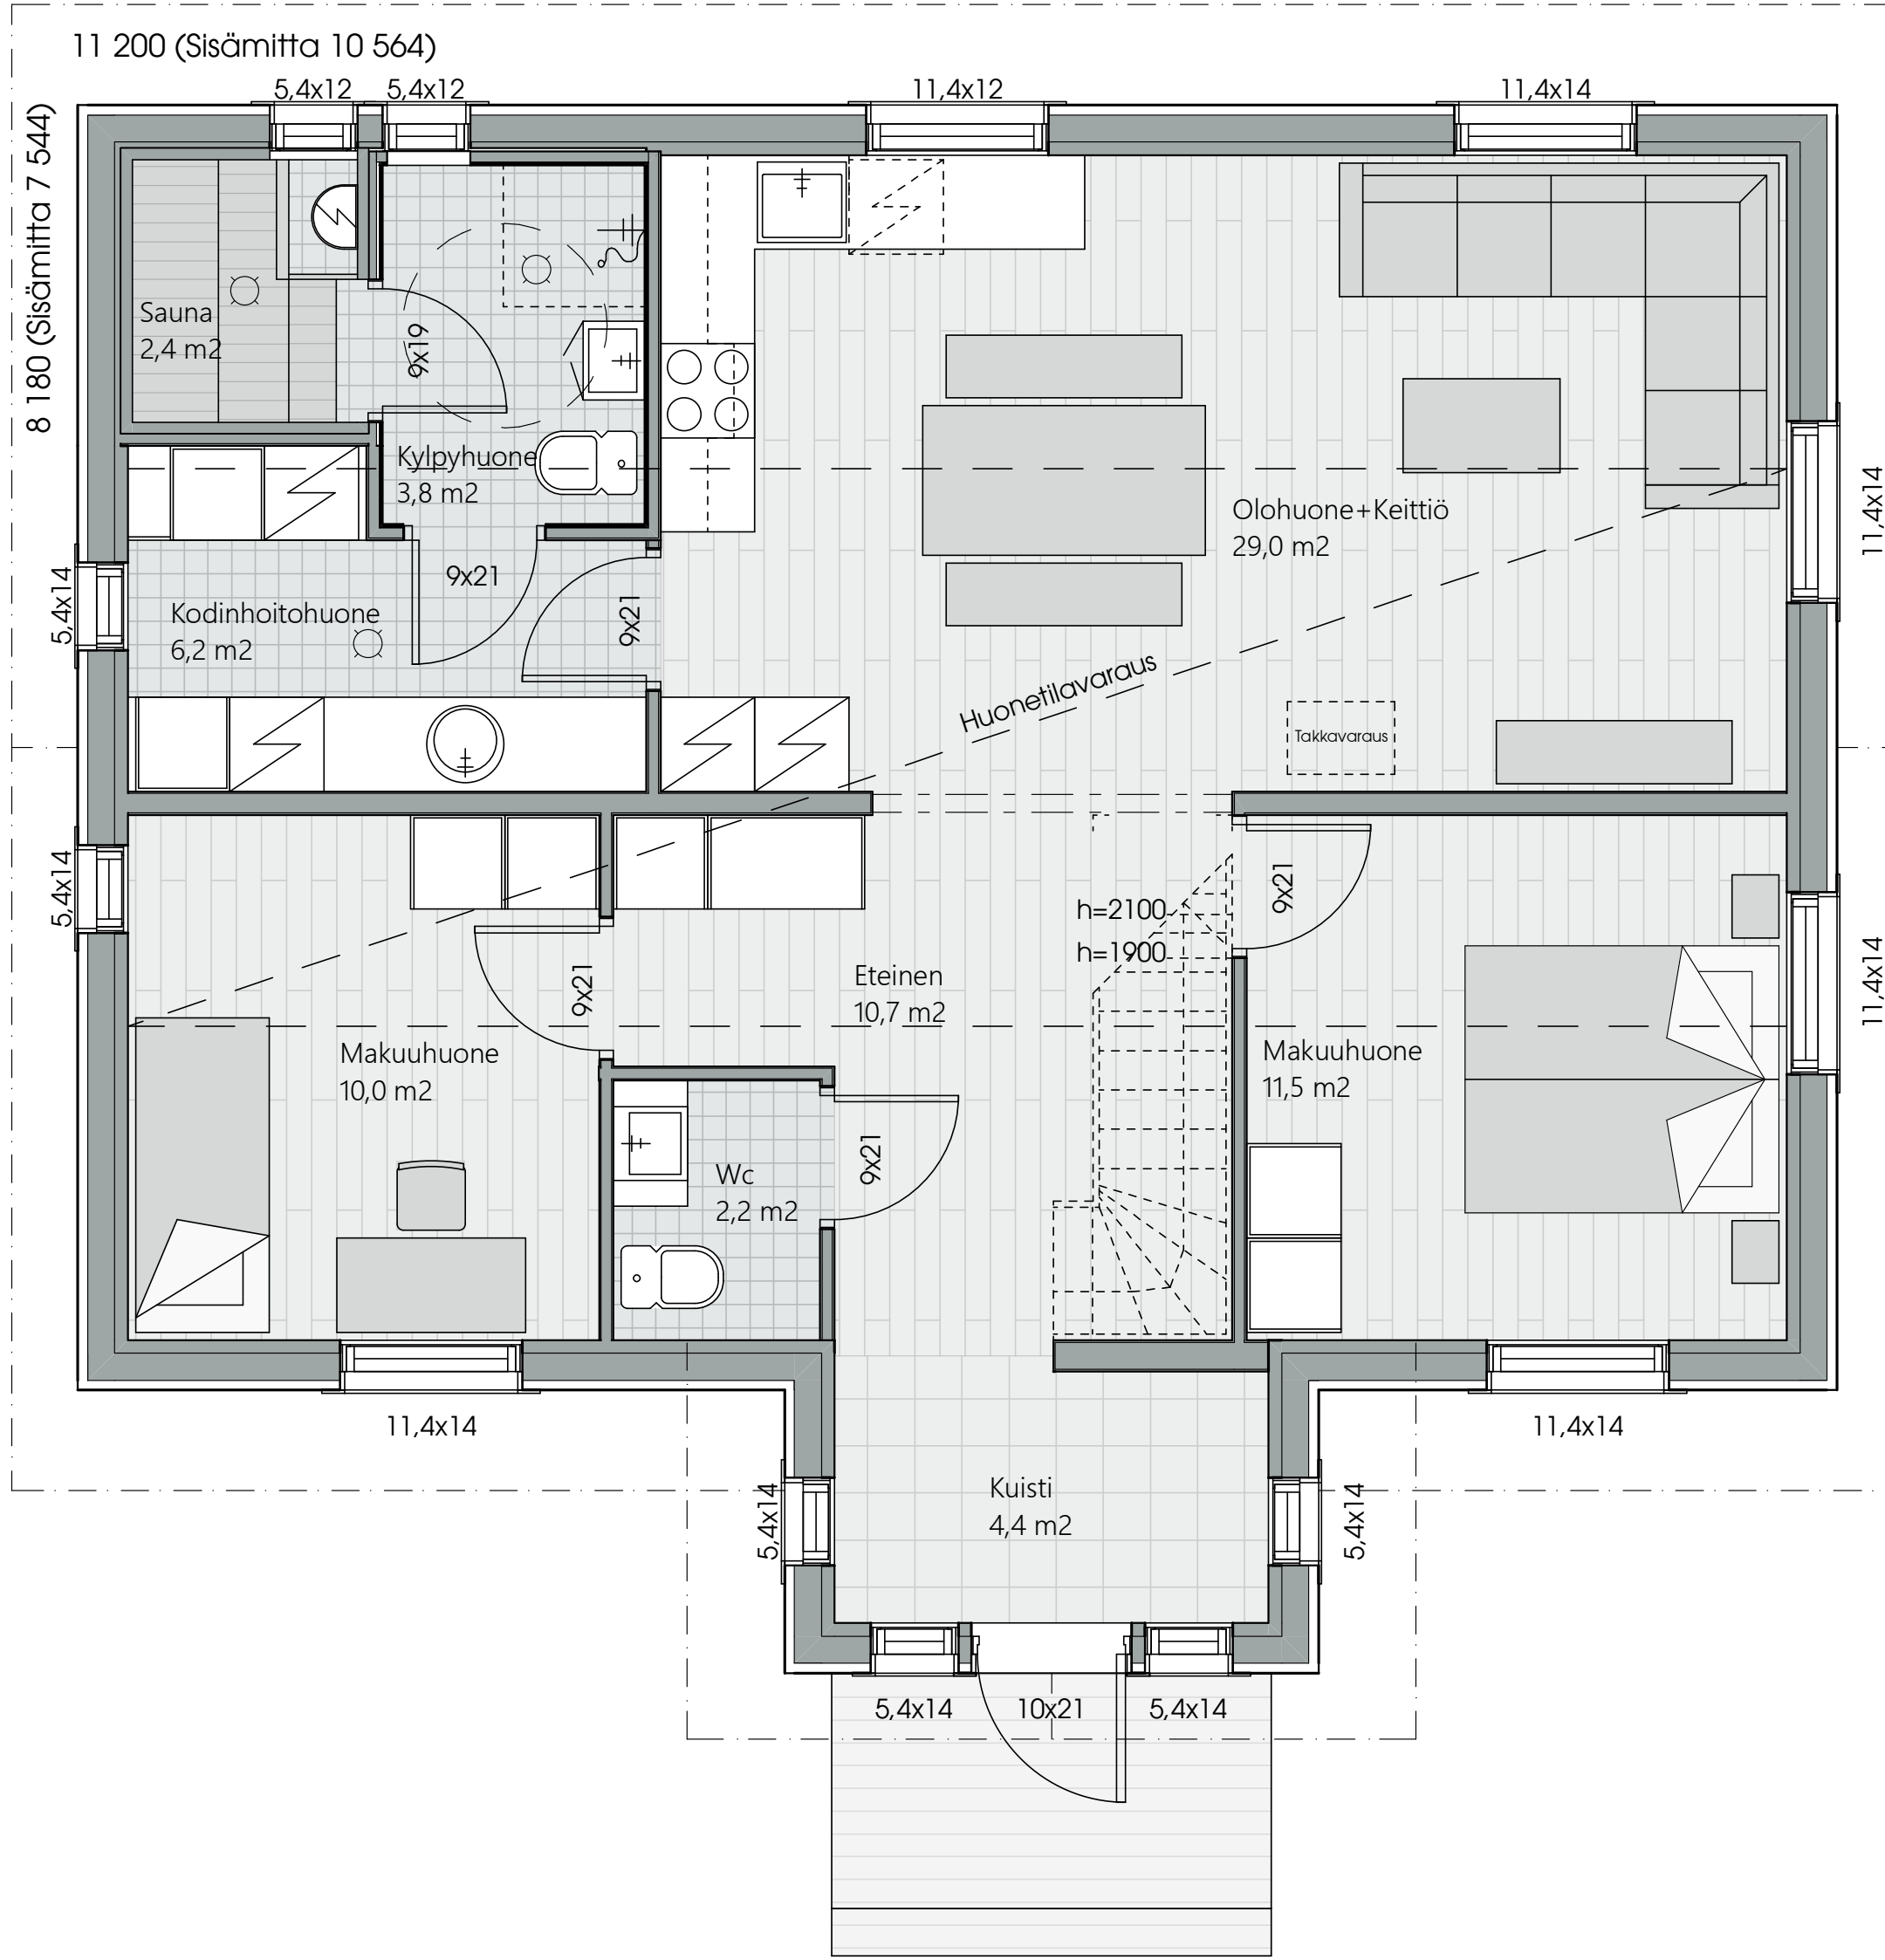 11 200 (Sisämitta 10 564)
8 180 (Sisämitta 7 544)
5,4x12
5,4x12
11,4x12
11,4x14
Sauna
2,4 m2
9x19
Kylpyhuone
3,8 m2
Olohuone+Keittiö
29,0 m2
11,4x14
9x21
9x21
5,4x14
Kodinhoitohuone
6,2 m2
Huonetilavaraus
Takkavaraus
5,4x14
9x21
h=2100
h=1900
9x21
Eteinen
10,7 m2
11,4x14
Makuuhuone
10,0 m2
Makuuhuone
11,5 m2
9x21
Wc
2,2 m2
11,4x14
11,4x14
Kuisti
4,4 m2
5,4x14
5,4x14
5,4x14
10x21
5,4x14